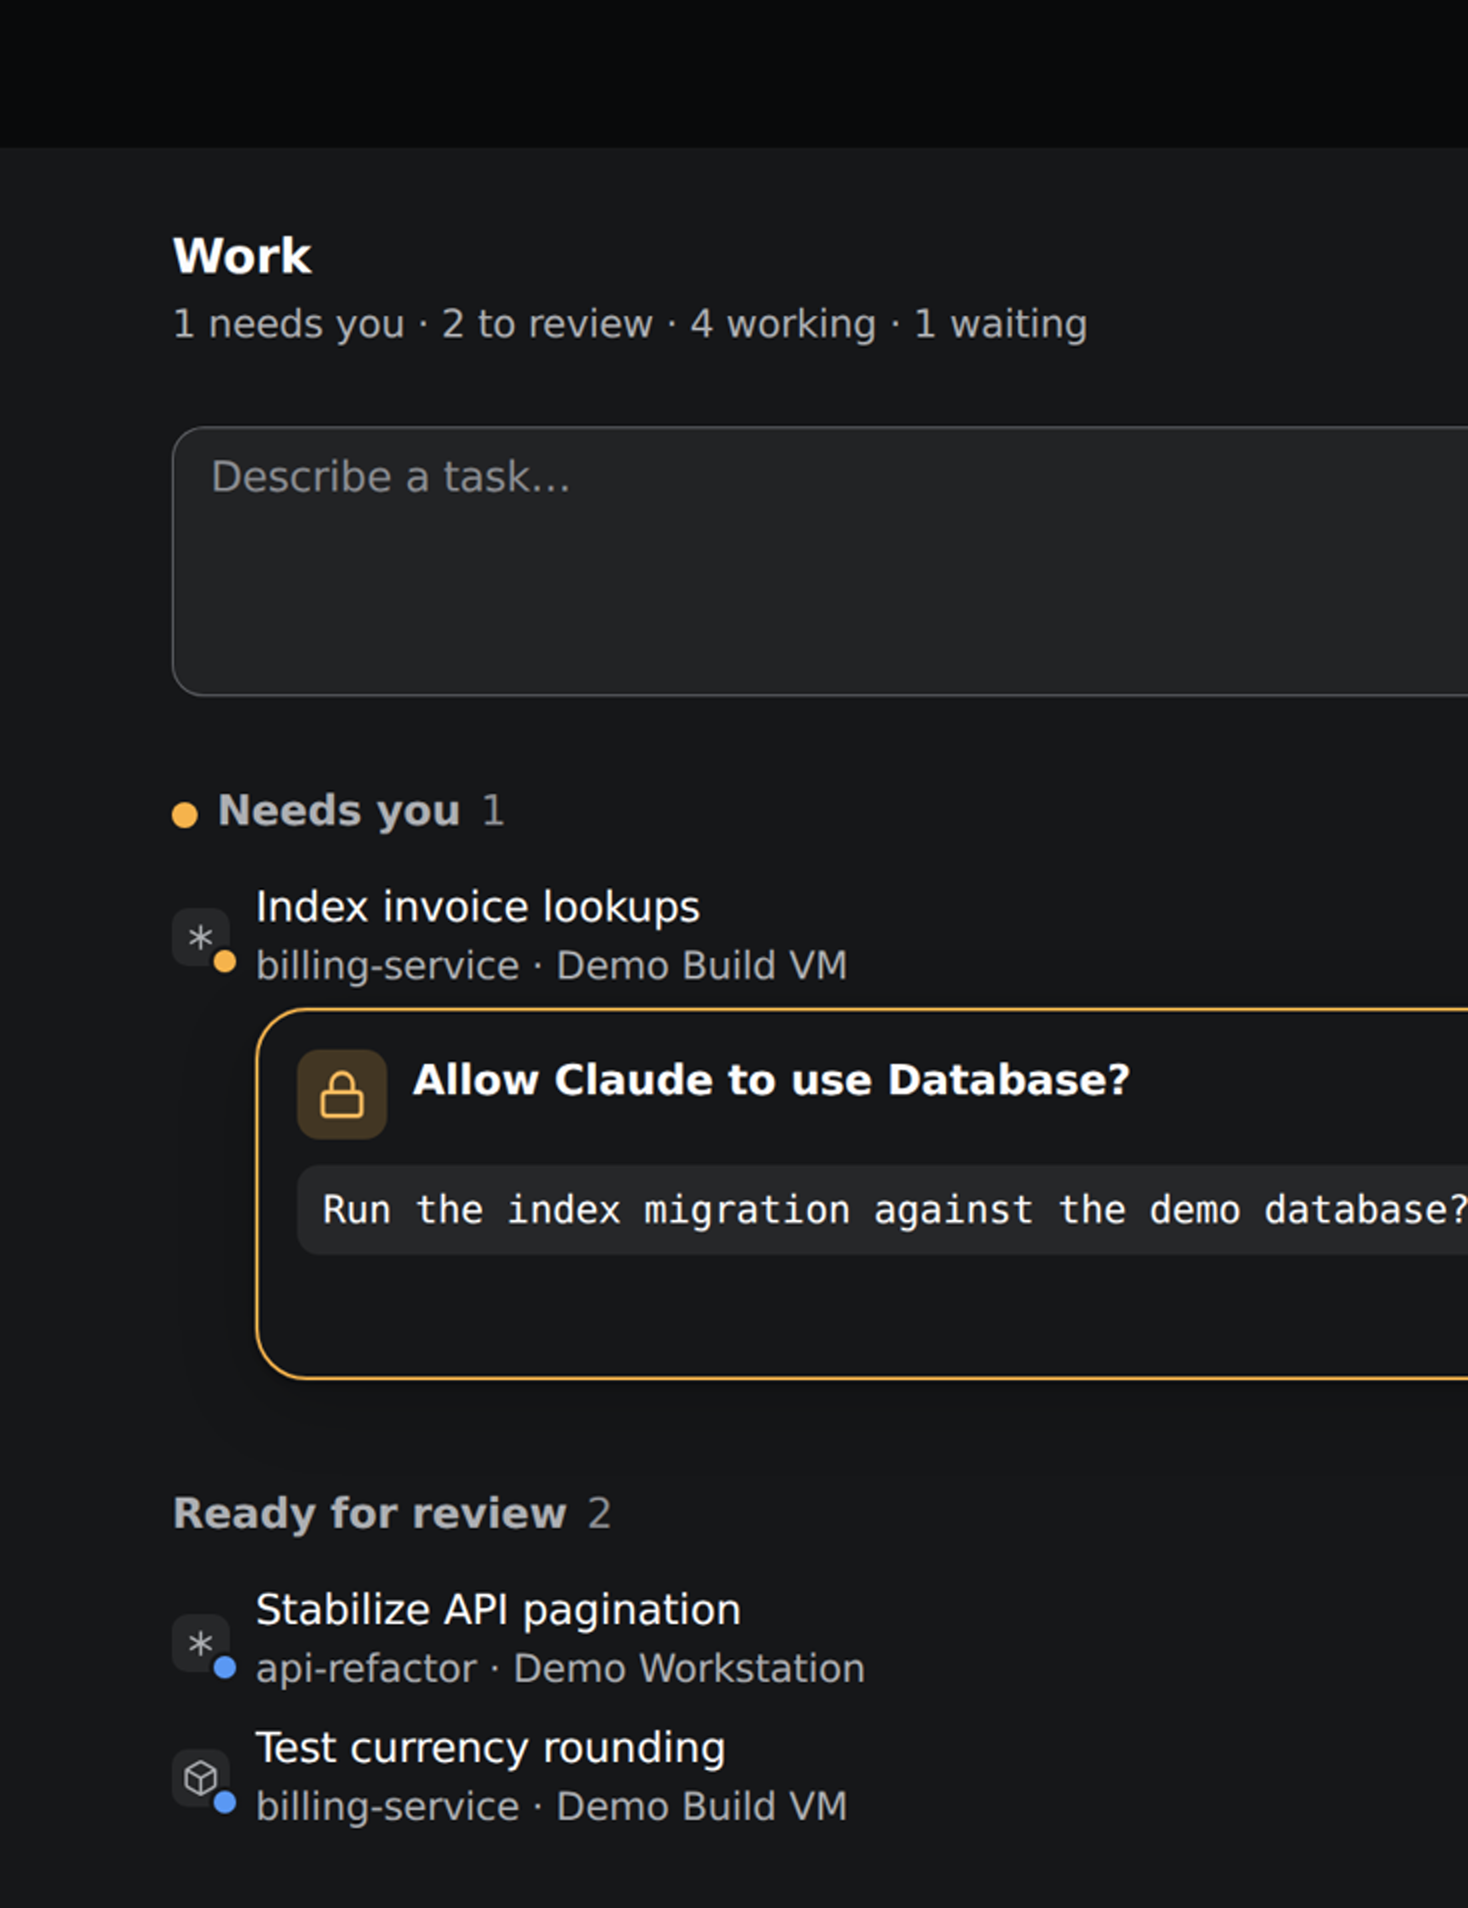 Work
1 needs you · 2 to review · 4 working · 1 waiting
Describe a task...
Needs you 1
Index invoice lookups
billing-service · Demo Build VM
Allow Claude to use Database?
Run the index migration against the demo database?
Ready for review 2
Stabilize API pagination
api-refactor · Demo Workstation
Test currency rounding
billing-service · Demo Build VM